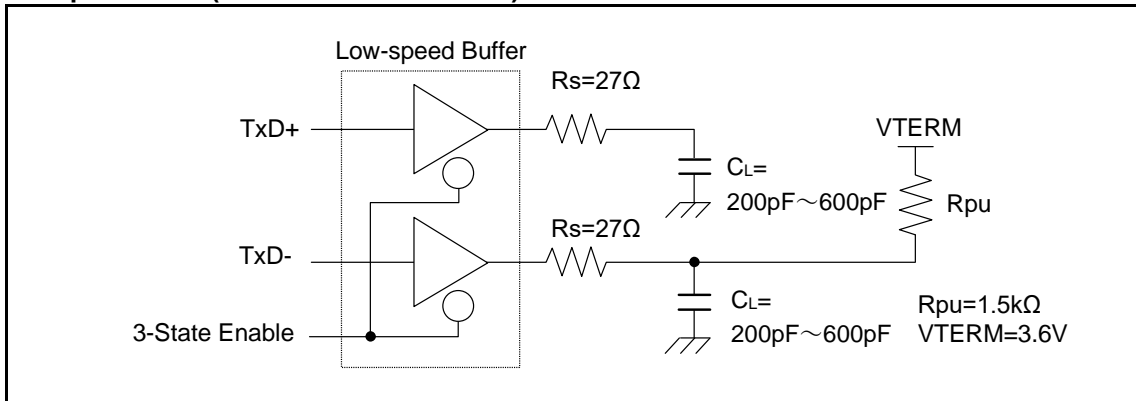 Low-speed Buffer
Rs=27Ω
TxD+
VTERM
CL=
200pF～600pF
Rpu
Rs=27Ω
TxD-
CL=
200pF～600pF
Rpu=1.5kΩ
VTERM=3.6V
3-State Enable